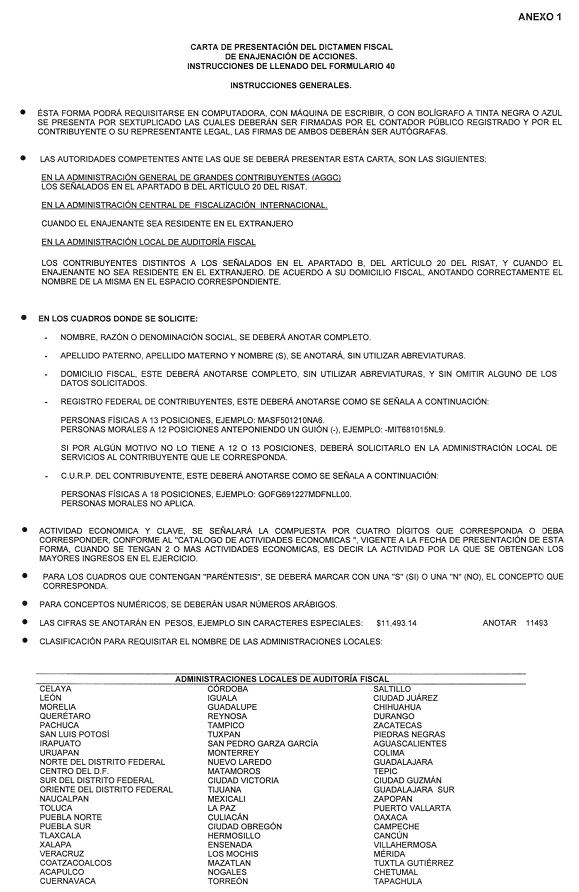 ANEXO 1
CARTA DE PRESENTACIÓN DEL DICTAMEN FISCAL
DE ENAJENACIÓN DE ACCIONES.
INSTRUCCIONES DE LLENADO DEL FORMULARIO 40
INSTRUCCIONES GENERALES.
● ÉSTA FORMA PODRÁ REQUISITARSE EN COMPUTADORA, CON MÁQUINA DE ESCRIBIR, O CON BOLÍGRAFO A TINTA NEGRA O AZUL
SE PRESENTA POR SEXTUPLICADO LAS CUALES DEBERÁN SER FIRMADAS POR EL CONTADOR PÚBLICO REGISTRADO Y POR EL
CONTRIBUYENTE O SU REPRESENTANTE LEGAL, LAS FIRMAS DE AMBOS DEBERÁN SER AUTÓGRAFAS.
● LAS AUTORIDADES COMPETENTES ANTE LAS QUE SE DEBERÁ PRESENTAR ESTA CARTA, SON LAS SIGUIENTES:
EN LA ADMINISTRACIÓN GENERAL DE GRANDES CONTRIBUYENTES (AGGC)
LOS SEÑALADOS EN EL APARTADO B DEL ARTÍCULO 20 DEL RISAT.
EN LA ADMINISTRACIÓN CENTRAL DE FISCALIZACIÓN INTERNACIONAL.
CUANDO EL ENAJENANTE SEA RESIDENTE EN EL EXTRANJERO
EN LA ADMINISTRACIÓN LOCAL DE AUDITORÍA FISCAL
LOS CONTRIBUYENTES DISTINTOS A LOS SEÑALADOS EN EL APARTADO B, DEL ARTÍCULO 20 DEL RISAT, Y CUANDO EL
ENAJENANTE NO SEA RESIDENTE EN EL EXTRANJERO. DE ACUERDO A SU DOMICILIO FISCAL, ANOTANDO CORRECTAMENTE EL
NOMBRE DE LA MISMA EN EL ESPACIO CORRESPONDIENTE.
● EN LOS CUADROS DONDE SE SOLICITE:
- NOMBRE, RAZÓN O DENOMINACIÓN SOCIAL, SE DEBERÁ ANOTAR COMPLETO.
- APELLIDO PATERNO, APELLIDO MATERNO Y NOMBRE (S), SE ANOTARÁ, SIN UTILIZAR ABREVIATURAS.
- DOMICILIO FISCAL, ESTE DEBERÁ ANOTARSE COMPLETO, SIN UTILIZAR ABREVIATURAS, Y SIN OMITIR ALGUNO DE LOS
DATOS SOLICITADOS.
- REGISTRO FEDERAL DE CONTRIBUYENTES, ESTE DEBERÁ ANOTARSE COMO SE SEÑALA A CONTINUACIÓN:
PERSONAS FÍSICAS A 13 POSICIONES, EJEMPLO: MASF501210NA6.
PERSONAS MORALES A 12 POSICIONES ANTEPONIENDO UN GUIÓN (-), EJEMPLO: -MIT681015NL9.
SI POR ALGÚN MOTIVO NO LO TIENE A 12 O 13 POSICIONES, DEBERÁ SOLICITARLO EN LA ADMINISTRACIÓN LOCAL DE
SERVICIOS AL CONTRIBUYENTE QUE LE CORRESPONDA.
- C.U.R.P. DEL CONTRIBUYENTE, ESTE DEBERÁ ANOTARSE COMO SE SEÑALA A CONTINUACIÓN:
PERSONAS FÍSICAS A 18 POSICIONES, EJEMPLO: GOFG691227MDFNLL00.
PERSONAS MORALES NO APLICA.
● ACTIVIDAD ECONOMICA Y CLAVE, SE SEÑALARÁ LA COMPUESTA POR CUATRO DÍGITOS QUE CORRESPONDA O DEBA
CORRESPONDER, CONFORME AL "CATALOGO DE ACTIVIDADES ECONOMICAS ", VIGENTE A LA FECHA DE PRESENTACIÓN DE ESTA
FORMA, CUANDO SE TENGAN 2 O MAS ACTIVIDADES ECONOMICAS, ES DECIR LA ACTIVIDAD POR LA QUE SE OBTENGAN LOS
MAYORES INGRESOS EN EL EJERCICIO.
● PARA LOS CUADROS QUE CONTENGAN "PARÉNTESIS", SE DEBERÁ MARCAR CON UNA "S" (SI) O UNA "N" (NO), EL CONCEPTO QUE
CORRESPONDA.
● PARA CONCEPTOS NUMÉRICOS, SE DEBERÁN USAR NÚMEROS ARÁBIGOS.
● LAS CIFRAS SE ANOTARÁN EN PESOS, EJEMPLO SIN CARACTERES ESPECIALES: $11,493.14 ANOTAR 11493
● CLASIFICACIÓN PARA REQUISITAR EL NOMBRE DE LAS ADMINISTRACIONES LOCALES:
ADMINISTRACIONES LOCALES DE AUDITORÍA FISCAL
CELAYA CÓRDOBA SALTILLO
LEÓN IGUALA CIUDAD JUÁREZ
MORELIA GUADALUPE CHIHUAHUA
QUERÉTARO REYNOSA DURANGO
PACHUCA TAMPICO ZACATECAS
SAN LUIS POTOSÍ TUXPAN PIEDRAS NEGRAS
IRAPUATO SAN PEDRO GARZA GARCÍA AGUASCALIENTES
URUAPAN MONTERREY COLIMA
NORTE DEL DISTRITO FEDERAL NUEVO LAREDO GUADALAJARA
CENTRO DEL D.F. MATAMOROS TEPIC
SUR DEL DISTRITO FEDERAL CIUDAD VICTORIA CIUDAD GUZMÁN
ORIENTE DEL DISTRITO FEDERAL TIJUANA GUADALAJARA SUR
NAUCALPAN MEXICALI ZAPOPAN
TOLUCA LA PAZ PUERTO VALLARTA
PUEBLA NORTE CULIACÁN OAXACA
PUEBLA SUR CIUDAD OBREGÓN CAMPECHE
TLAXCALA HERMOSILLO CANCÚN
XALAPA ENSENADA VILLAHERMOSA
VERACRUZ LOS MOCHIS MÉRIDA
COATZACOALCOS MAZATLAN TUXTLA GUTIÉRREZ
ACAPULCO NOGALES CHETUMAL
CUERNAVACA TORREÓN TAPACHULA